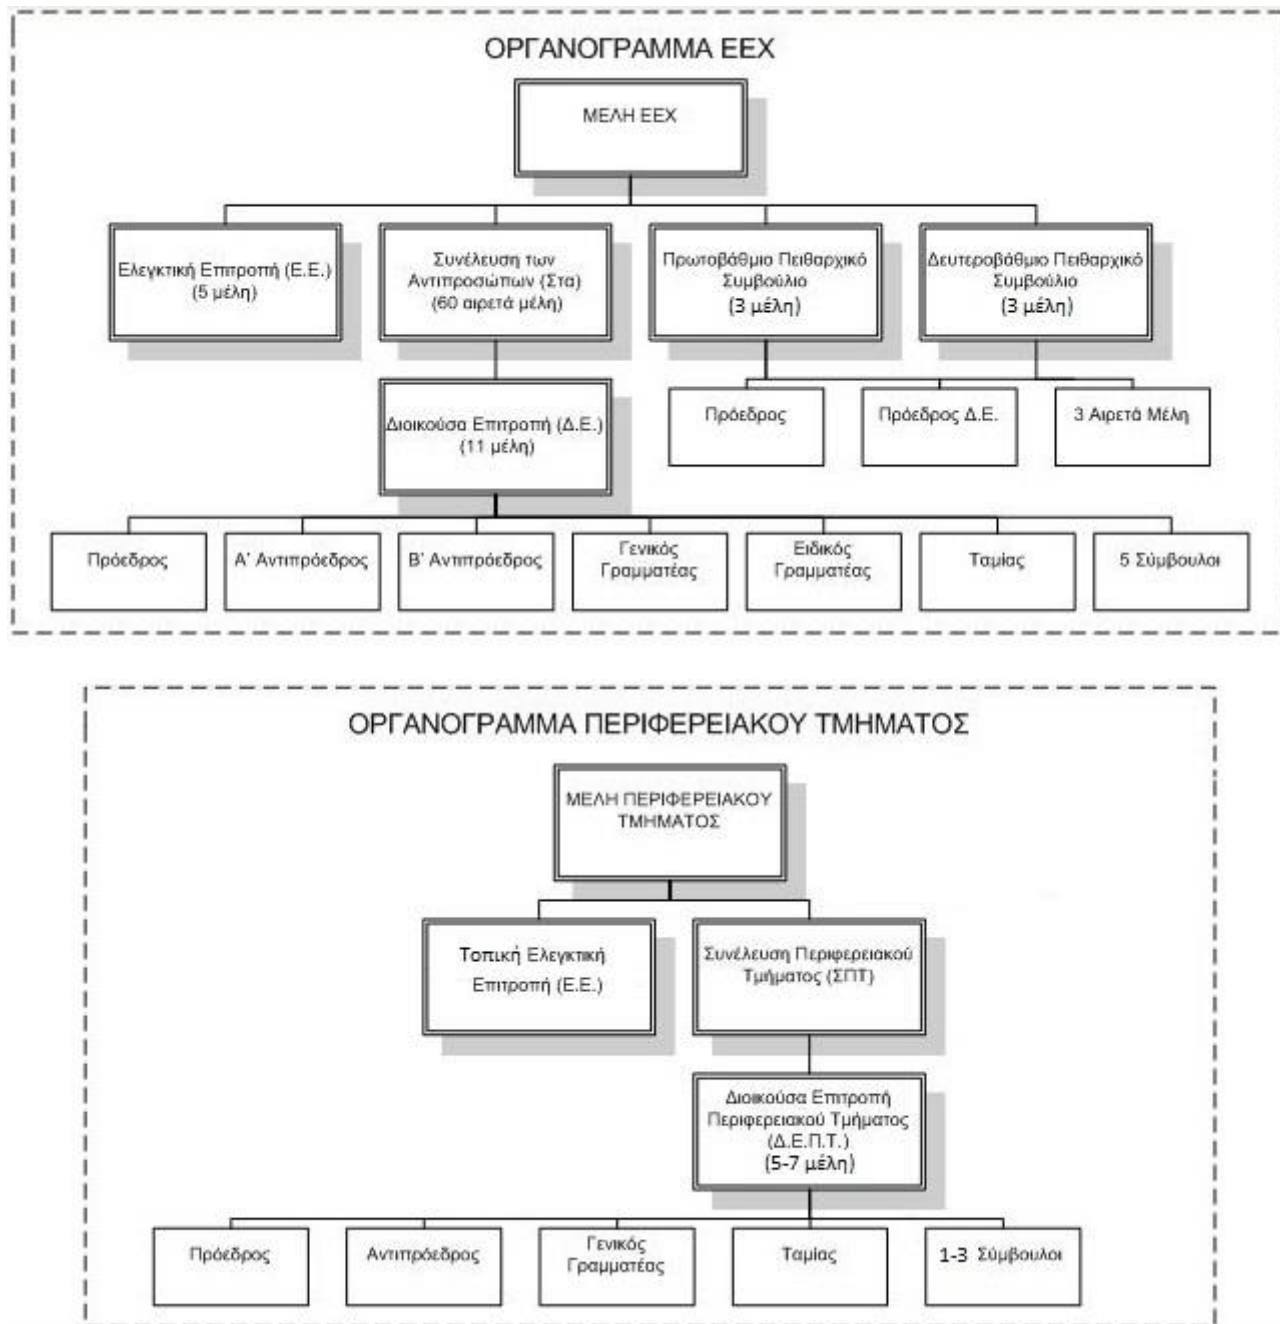 ΟΡΓΑΝΟΓΡΑΜΜΑ ΕΕΧ
ΜΕΛΗ ΕΕΧ
Ελεγκτική Επιτροπή (Ε.Ε.)
(5 μέλη)
Συνέλευση των
Αντιπροσώπων (Στα)
(60 αιρετά μέλη)
Πρωτοβάθμιο Πειθαρχικό
Συμβούλιο
(3 μέλη)
Δευτεροβάθμιο Πειθαρχικό
Συμβούλιο
(3 μέλη)
Διοικούσα Επιτροπή (Δ.Ε.)
(11 μέλη)
Πρόεδρος
Πρόεδρος Δ.Ε.
3 Αιρετά Μέλη
Πρόεδρος
Α' Αντιπρόεδρος
Β' Αντιπρόεδρος
Γενικός
Γραμματέας
Ειδικός
Γραμματέας
Ταμίας
5 Σύμβουλοι
ΟΡΓΑΝΟΓΡΑΜΜΑ ΠΕΡΙΦΕΡΕΙΑΚΟΥ ΤΜΗΜΑΤΟΣ
ΜΕΛΗ ΠΕΡΙΦΕΡΕΙΑΚΟΥ
ΤΜΗΜΑΤΟΣ
Τοπική Ελεγκτική
Επιτροπή (Ε.Ε.)
Συνέλευση Περιφερειακού
Τμήματος (ΣΠΤ)
Διοικούσα Επιτροπή
Περιφερειακού Τμήματος
(Δ.Ε.Π.Τ.)
(5-7 μέλη)
Πρόεδρος
Αντιπρόεδρος
Γενικός
Γραμματέας
Ταμίας
1-3 Σύμβουλοι